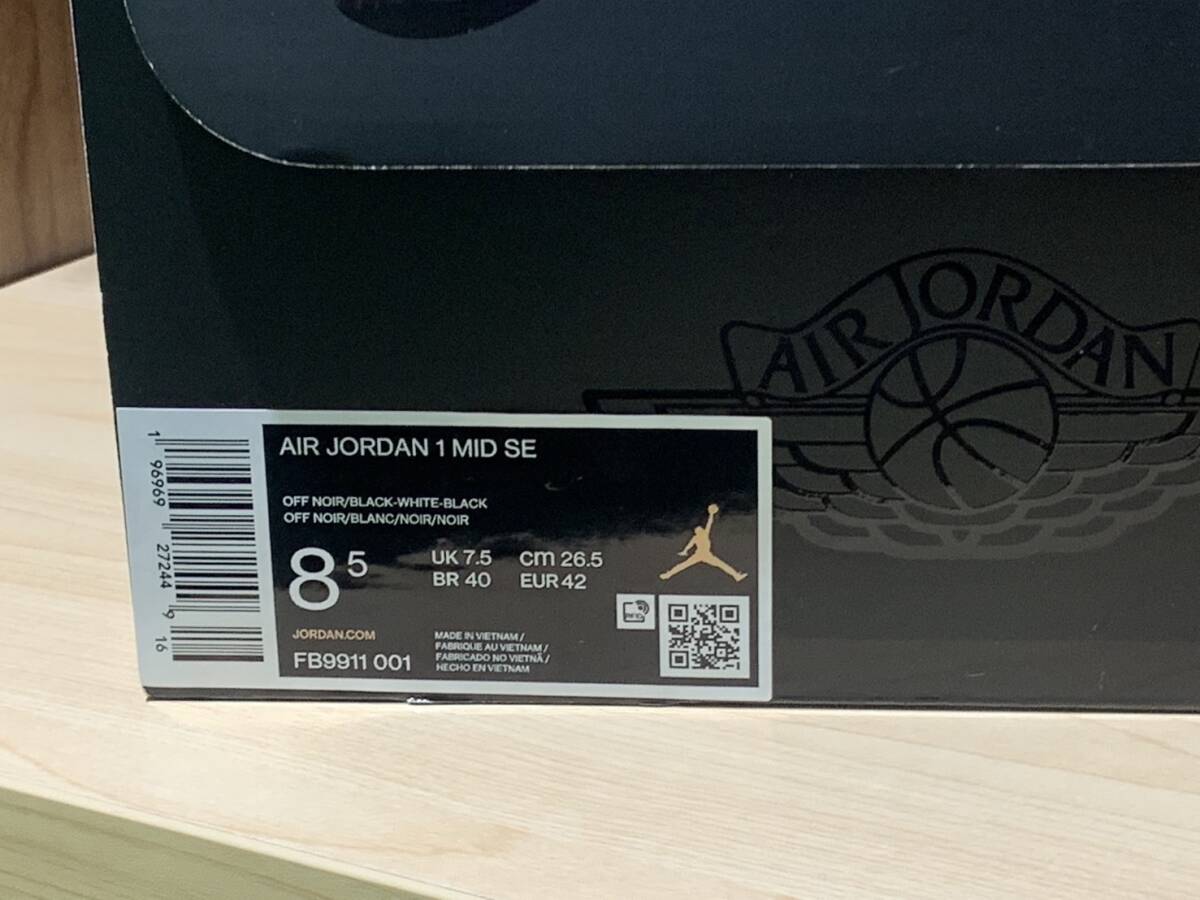 AIR JORDAN
AIR JORDAN 1 MID SE
OFF NOIR/BLACK-WHITE-BLACK
OFF NOIR/BLANC/NOIR/NOIR
8 5
UK 7.5 cm 26.5
BR 40 EUR 42
JORDAN.COM
FB9911 001
MADE IN VIETNAM /
FABRIQUE AU VIETNAM /
FABRICADO NO VIETNÃ /
HECHO EN VIETNAM
RFID
1 96969 27244 9 16